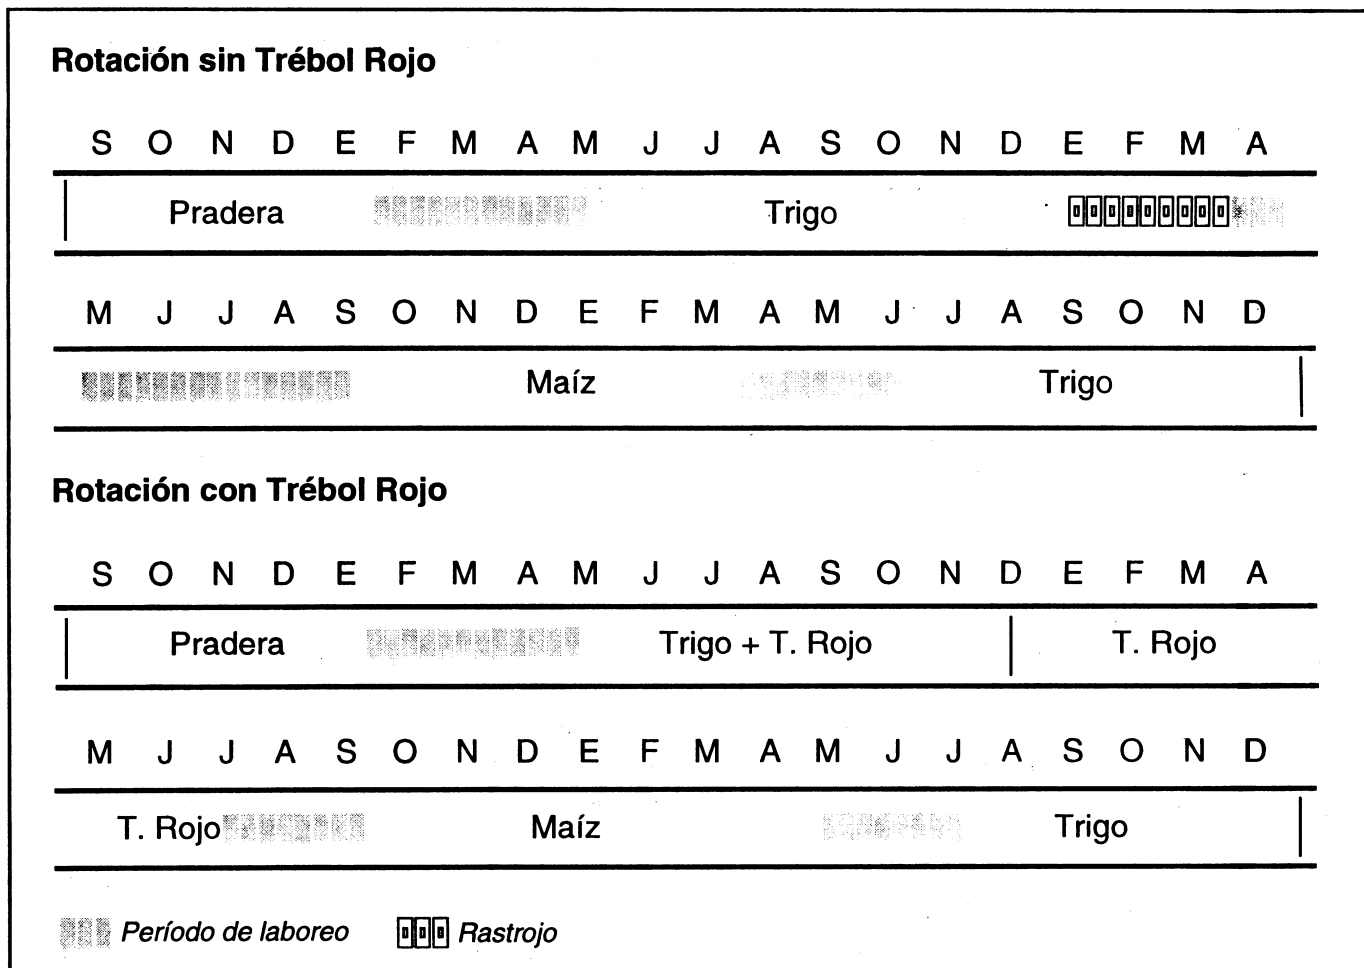 Rotación sin Trébol Rojo
S O N D E F M A M J J A S O N D E F M A
Pradera Trigo
M J J A S O N D E F M A M J J A S O N D
Maíz Trigo
Rotación con Trébol Rojo
S O N D E F M A M J J A S O N D E F M A
Pradera Trigo + T. Rojo T. Rojo
M J J A S O N D E F M A M J J A S O N D
T. Rojo Maíz Trigo
Período de laboreo Rastrojo